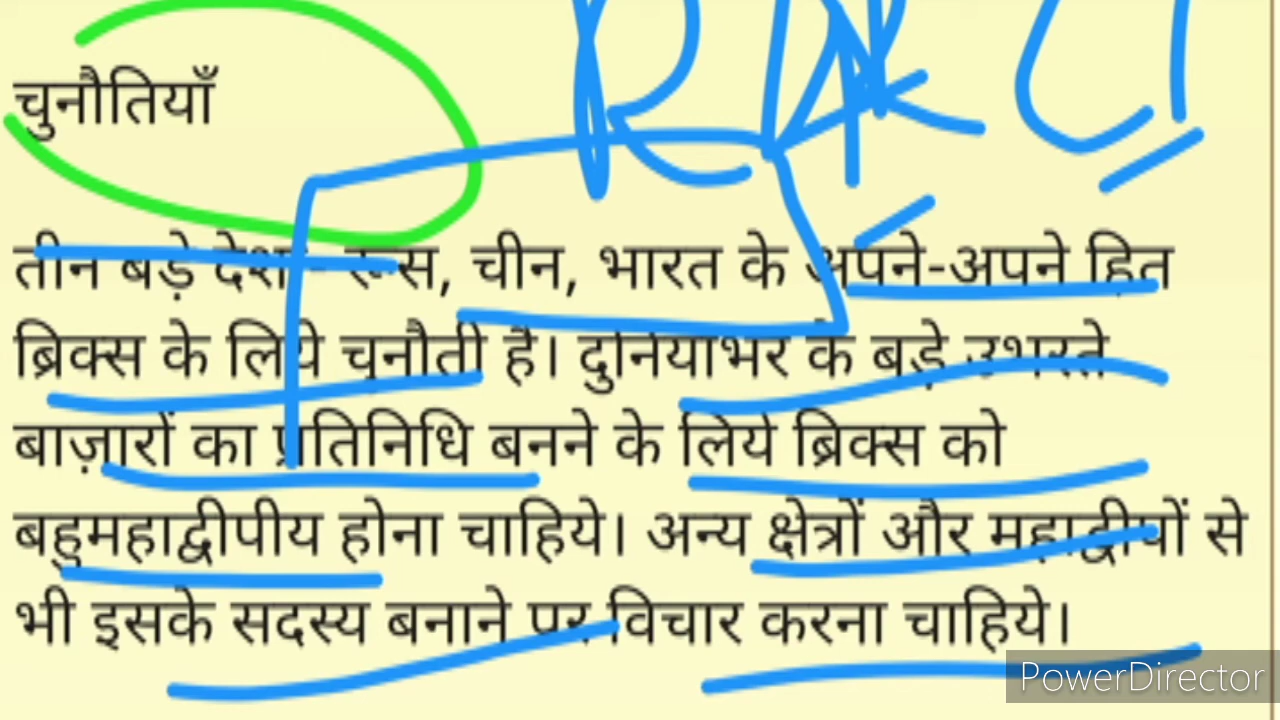 चुनौतियाँ
तीन बड़े देश - रूस, चीन, भारत के अपने-अपने हित
ब्रिक्स के लिये चुनौती है। दुनियाभर के बड़े उभरते
बाज़ारों का प्रतिनिधि बनने के लिये ब्रिक्स को
बहुमहाद्वीपीय होना चाहिये। अन्य क्षेत्रों और महाद्वीपों से
भी इसके सदस्य बनाने पर विचार करना चाहिये।
PowerDirector